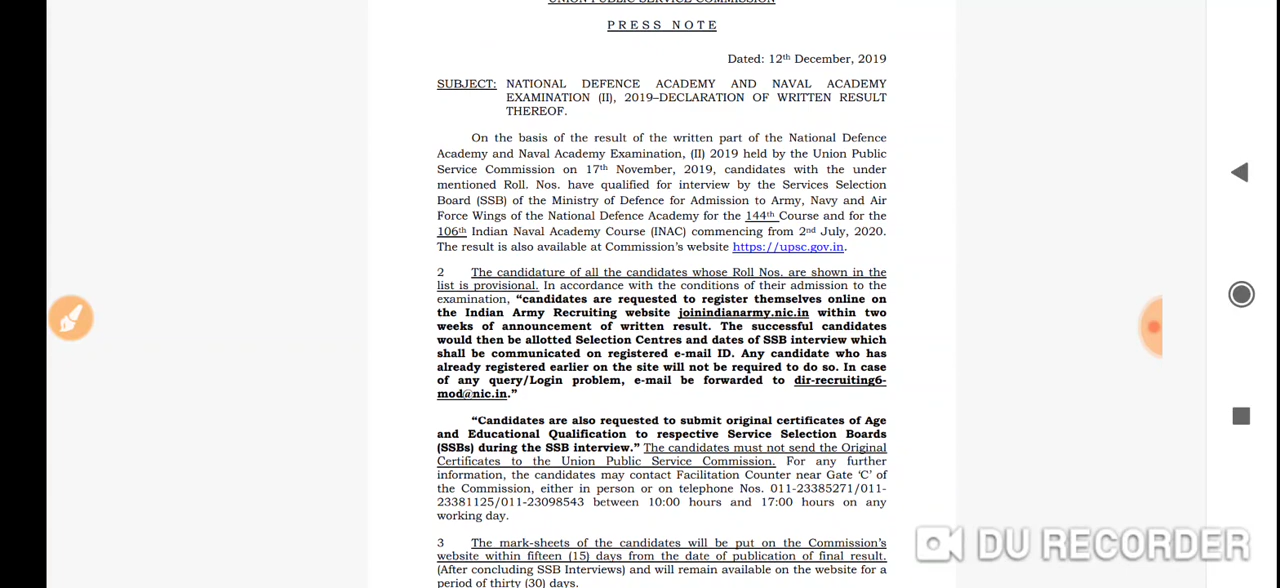 UNION PUBLIC SERVICE COMMISSION
PRESS NOTE
Dated: 12th December, 2019
SUBJECT: NATIONAL DEFENCE ACADEMY AND NAVAL ACADEMY
EXAMINATION (II), 2019–DECLARATION OF WRITTEN RESULT
THEREOF.
On the basis of the result of the written part of the National Defence
Academy and Naval Academy Examination, (II) 2019 held by the Union Public
Service Commission on 17th November, 2019, candidates with the under
mentioned Roll. Nos. have qualified for interview by the Services Selection
Board (SSB) of the Ministry of Defence for Admission to Army, Navy and Air
Force Wings of the National Defence Academy for the 144th Course and for the
106th Indian Naval Academy Course (INAC) commencing from 2nd July, 2020.
The result is also available at Commission's website https://upsc.gov.in.
2 The candidature of all the candidates whose Roll Nos. are shown in the
list is provisional. In accordance with the conditions of their admission to the
examination, “candidates are requested to register themselves online on
the Indian Army Recruiting website joinindianarmy.nic.in within two
weeks of announcement of written result. The successful candidates
would then be allotted Selection Centres and dates of SSB interview which
shall be communicated on registered e-mail ID. Any candidate who has
already registered earlier on the site will not be required to do so. In case
of any query/Login problem, e-mail be forwarded to dir-recruiting6-
mod@nic.in.”
“Candidates are also requested to submit original certificates of Age
and Educational Qualification to respective Service Selection Boards
(SSBs) during the SSB interview.” The candidates must not send the Original
Certificates to the Union Public Service Commission. For any further
information, the candidates may contact Facilitation Counter near Gate ‘C’ of
the Commission, either in person or on telephone Nos. 011-23385271/011-
23381125/011-23098543 between 10:00 hours and 17:00 hours on any
working day.
3 The mark-sheets of the candidates will be put on the Commission's
website within fifteen (15) days from the date of publication of final result.
(After concluding SSB Interviews) and will remain available on the website for a
period of thirty (30) days.
DU RECORDER